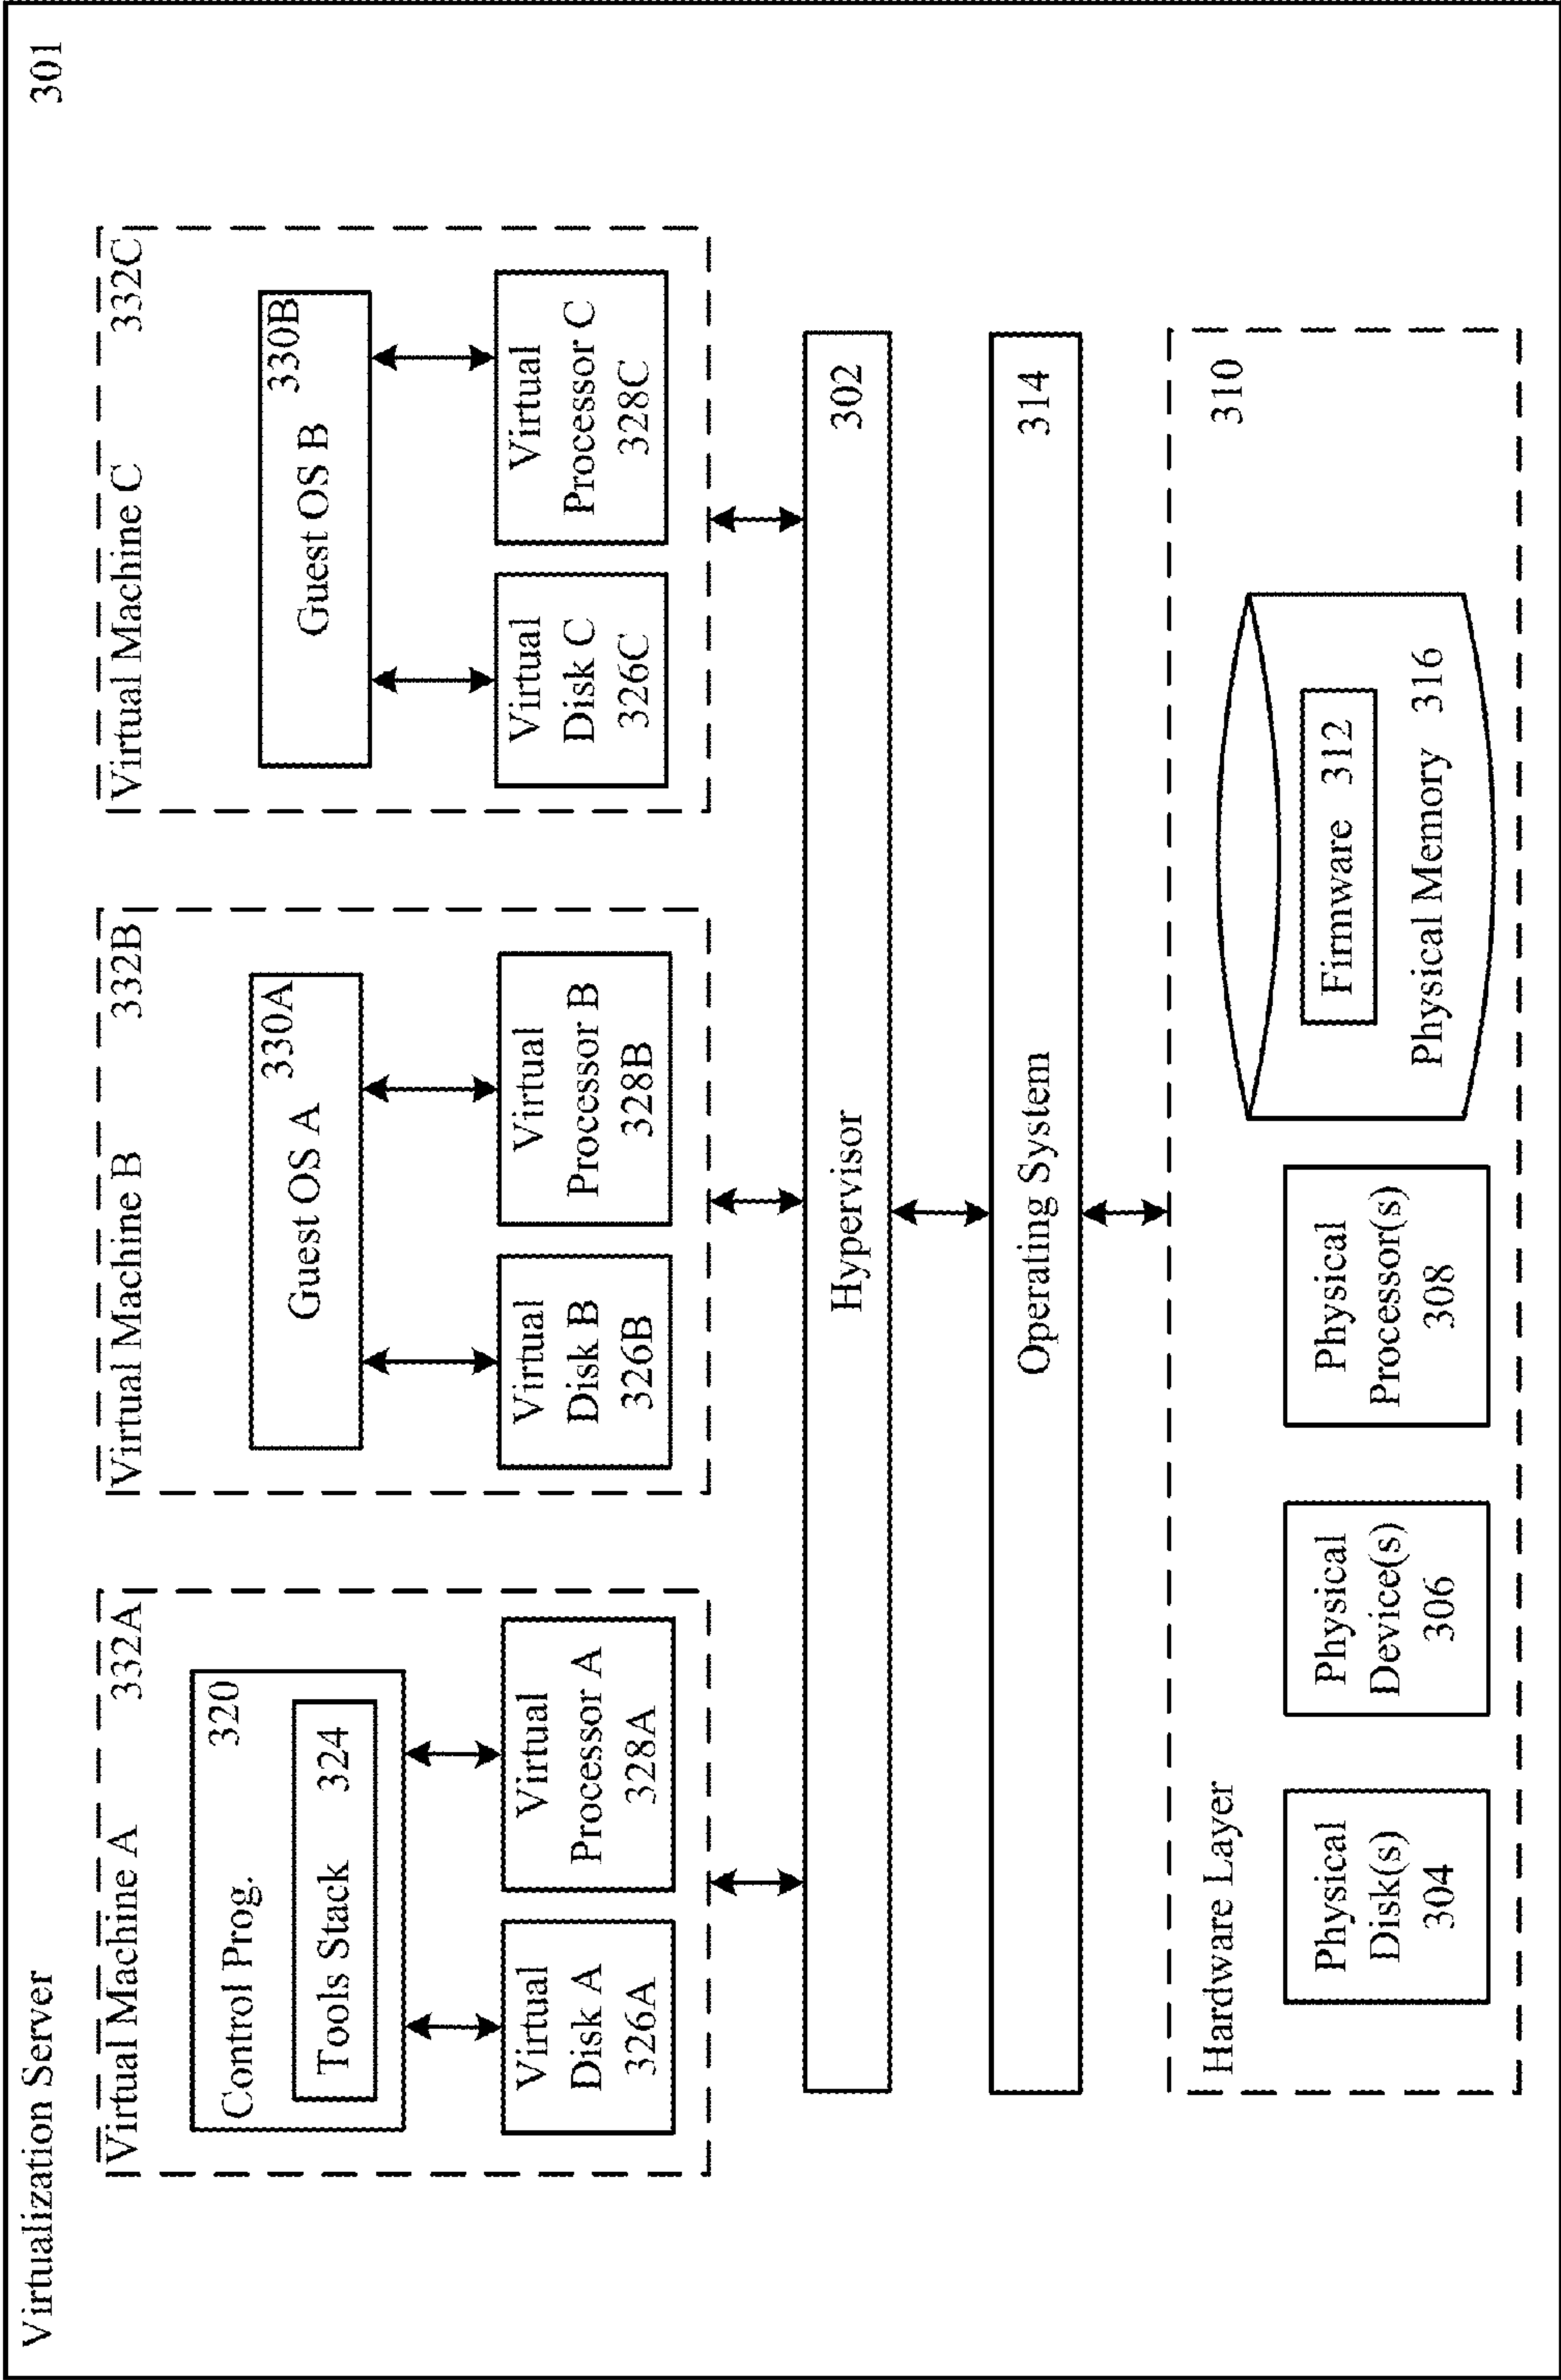 Virtualization Server 301
Virtual Machine A 332A
Control Prog. 320
Tools Stack 324
Virtual
Disk A
326A
Virtual
Processor A
328A
Virtual Machine B 332B
330A
Guest OS A
Virtual
Disk B
326B
Virtual
Processor B
328B
Virtual Machine C 332C
330B
Guest OS B
Virtual
Disk C
326C
Virtual
Processor C
328C
Hypervisor 302
Operating System 314
Hardware Layer 310
Physical
Disk(s)
304
Physical
Device(s)
306
Physical
Processor(s)
308
Firmware 312
Physical Memory 316